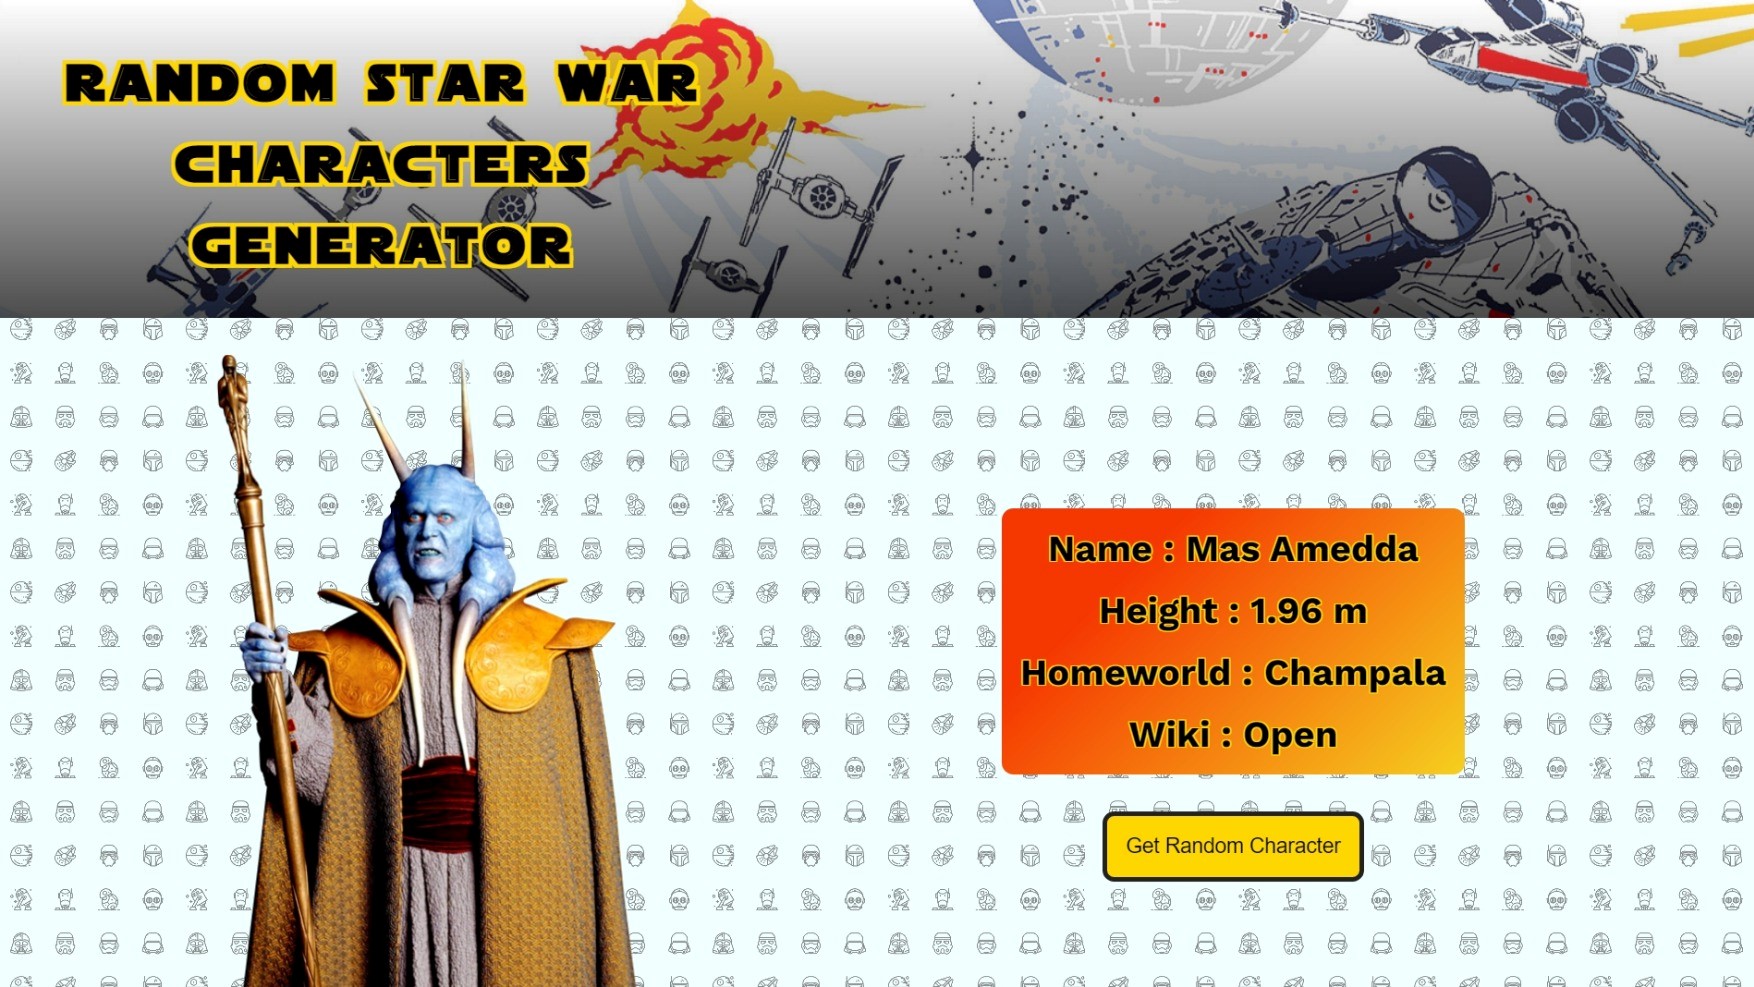 RANDOM STAR WAR
CHARACTERS
GENERATOR
Name : Mas Amedda
Height : 1.96 m
Homeworld : Champala
Wiki : Open
Get Random Character